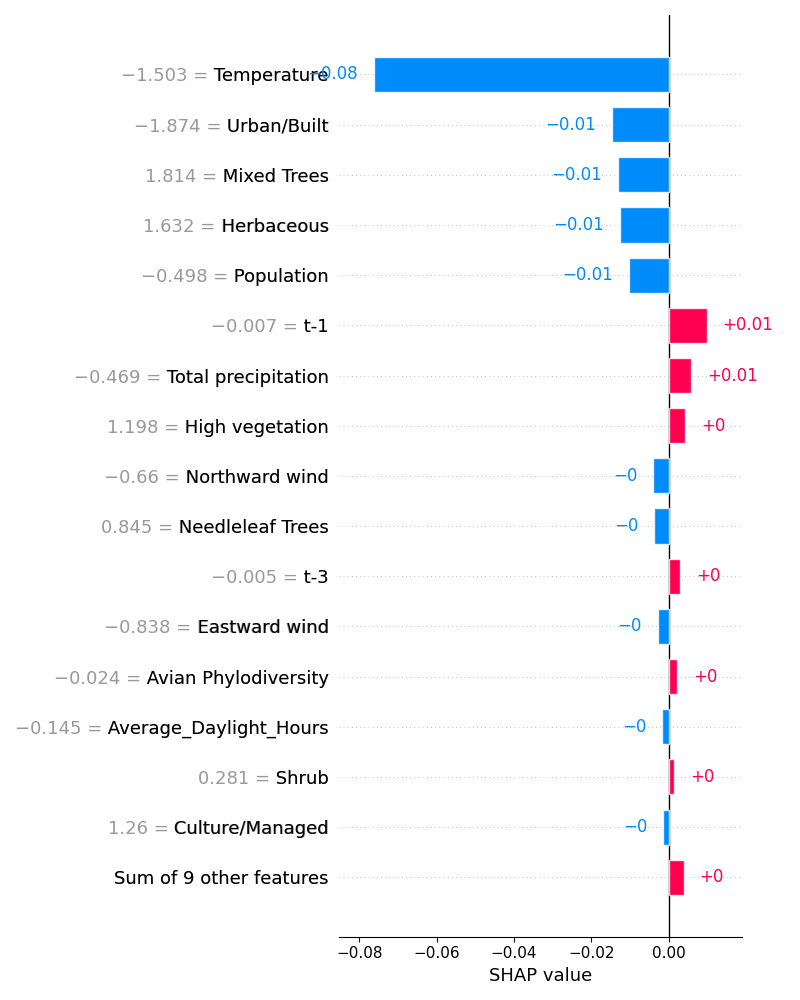 −1.503 = Temperature −0.08
−1.874 = Urban/Built −0.01
1.814 = Mixed Trees −0.01
1.632 = Herbaceous −0.01
−0.498 = Population −0.01
−0.007 = t-1 +0.01
−0.469 = Total precipitation +0.01
1.198 = High vegetation +0
−0.66 = Northward wind −0
0.845 = Needleleaf Trees −0
−0.005 = t-3 +0
−0.838 = Eastward wind −0
−0.024 = Avian Phylodiversity +0
−0.145 = Average_Daylight_Hours −0
0.281 = Shrub +0
1.26 = Culture/Managed −0
Sum of 9 other features +0
−0.08 −0.06 −0.04 −0.02 0.00
SHAP value